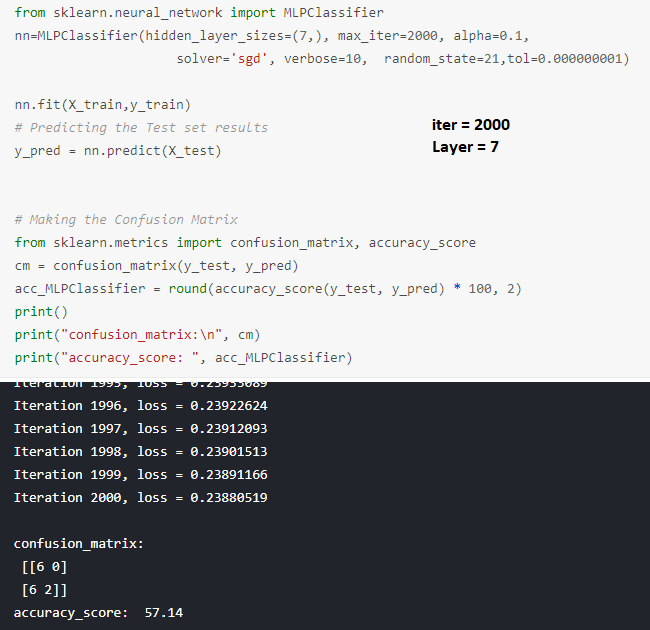 from sklearn.neural_network import MLPClassifier
nn=MLPClassifier(hidden_layer_sizes=(7,), max_iter=2000, alpha=0.1,
solver='sgd', verbose=10,  random_state=21,tol=0.000000001)
nn.fit(X_train,y_train)
# Predicting the Test set results
iter = 2000
y_pred = nn.predict(X_test)
Layer = 7
# Making the Confusion Matrix
from sklearn.metrics import confusion_matrix, accuracy_score
cm = confusion_matrix(y_test, y_pred)
acc_MLPClassifier = round(accuracy_score(y_test, y_pred) * 100, 2)
print()
print("confusion_matrix:\n", cm)
print("accuracy_score: ", acc_MLPClassifier)
Iteration 1995, loss = 0.23933089
Iteration 1996, loss = 0.23922624
Iteration 1997, loss = 0.23912093
Iteration 1998, loss = 0.23901513
Iteration 1999, loss = 0.23891166
Iteration 2000, loss = 0.23880519
confusion_matrix:
[[6 0]
[6 2]]
accuracy_score:  57.14